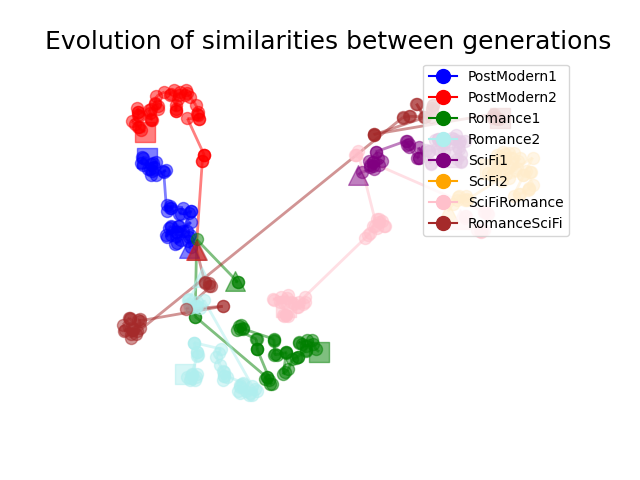 Evolution of similarities between generations
PostModern1
PostModern2
Romance1
Romance2
SciFi1
SciFi2
SciFiRomance
RomanceSciFi